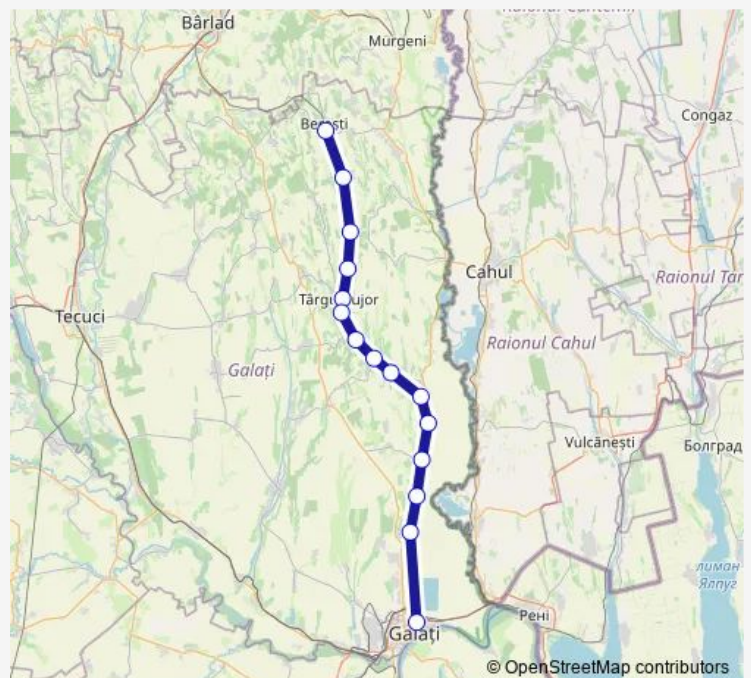 Bârlad
Murgeni
Congaz
Berești
Cahul
Târgu Bujor
Raionul Tar
Tecuci
Raionul Cahul
Galați
Vulcănești
Болград
лиман
Ялпуг
Рені
Galați
© OpenStreetMap contributors